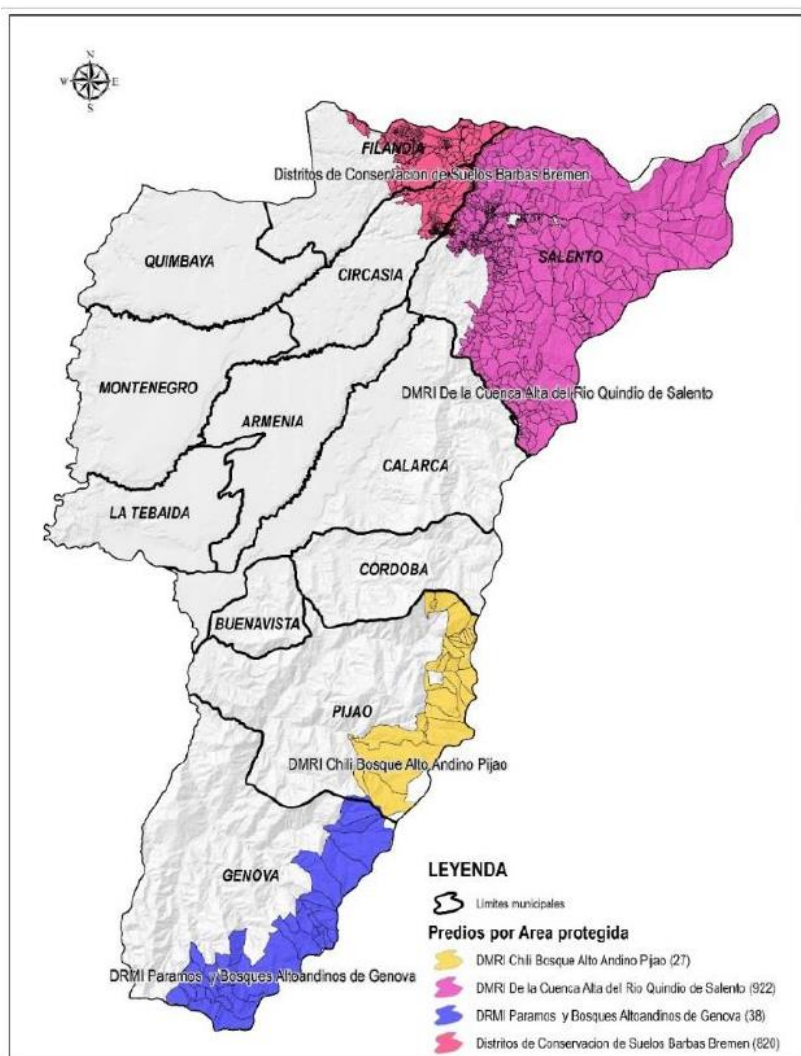 N
W E
S
FILANDIA
Distritos de Conservacion de Suelos Barbas Bremen
QUIMBAYA
SALENTO
CIRCASIA
MONTENEGRO
DMRI De la Cuenca Alta del Rio Quindio de Salento
ARMENIA
CALARCA
LA TEBAIDA
CORDOBA
BUENAVISTA
PIJAO
DMRI Chili Bosque Alto Andino Pijao
GENOVA
DRMI Paramos y Bosques Altoandinos de Genova
LEYENDA
Limites municipales
Predios por Area protegida
DMRI Chili Bosque Alto Andino Pijao (27)
DMRI De la Cuenca Alta del Rio Quindio de Salento (922)
DRMI Paramos y Bosques Altoandinos de Genova (38)
Distritos de Conservacion de Suelos Barbas Bremen (820)